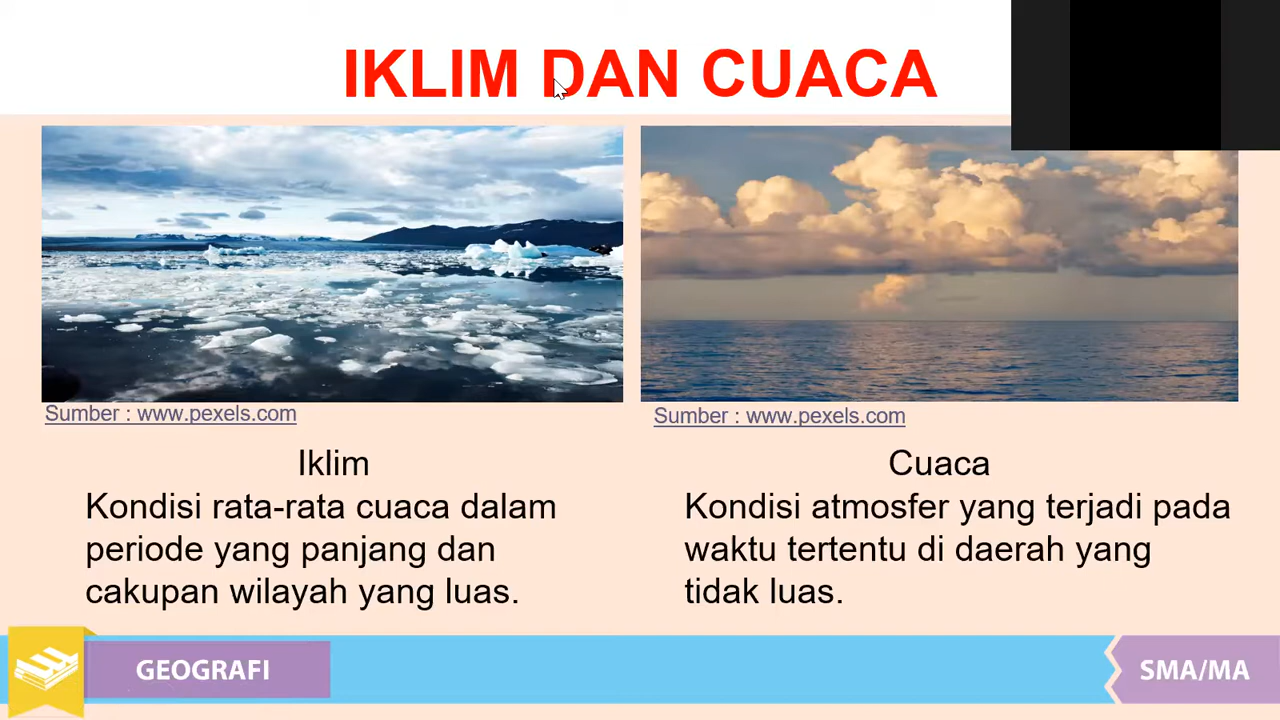 IKLIM DAN CUACA
Sumber : www.pexels.com
Iklim
Kondisi rata-rata cuaca dalam
periode yang panjang dan
cakupan wilayah yang luas.
Sumber : www.pexels.com
Cuaca
Kondisi atmosfer yang terjadi pada
waktu tertentu di daerah yang
tidak luas.
GEOGRAFI
SMA/MA